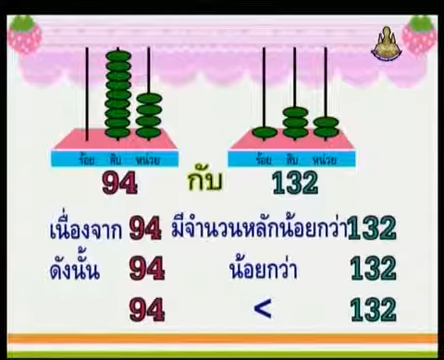 ร้อย สิบ หน่วย ร้อย สิบ หน่วย
94 กับ 132
เนื่องจาก 94 มีจำนวนหลักน้อยกว่า 132
ดังนั้น 94 น้อยกว่า 132
94 < 132